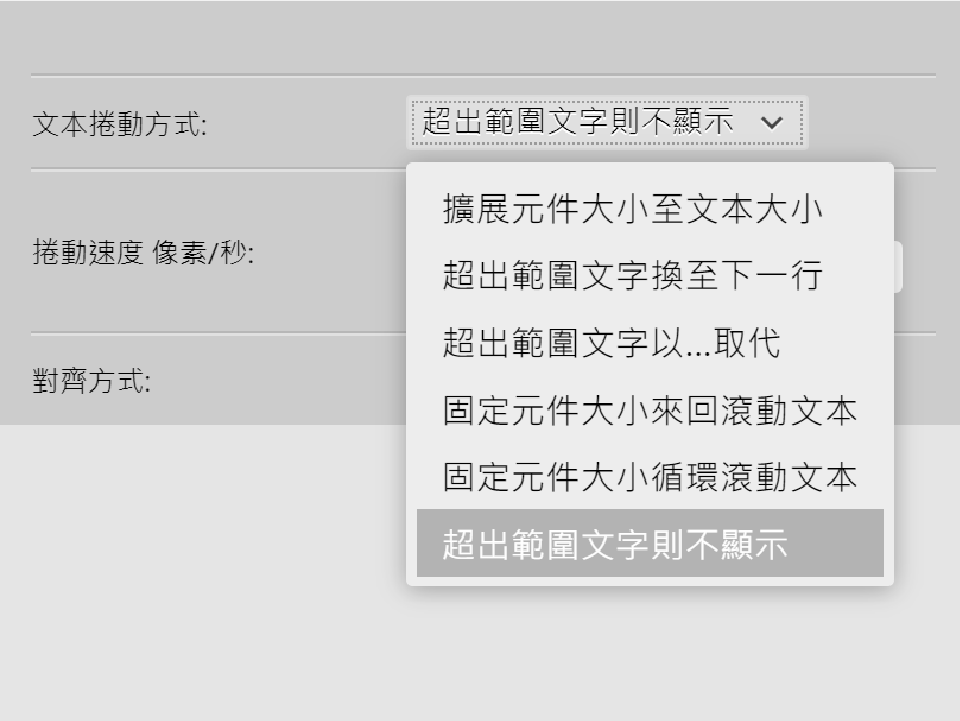 文本捲動方式:
超出範圍文字則不顯示
擴展元件大小至文本大小
超出範圍文字換至下一行
捲動速度 像素/秒:
超出範圍文字以...取代
對齊方式:
固定元件大小來回滾動文本
固定元件大小循環滾動文本
超出範圍文字則不顯示